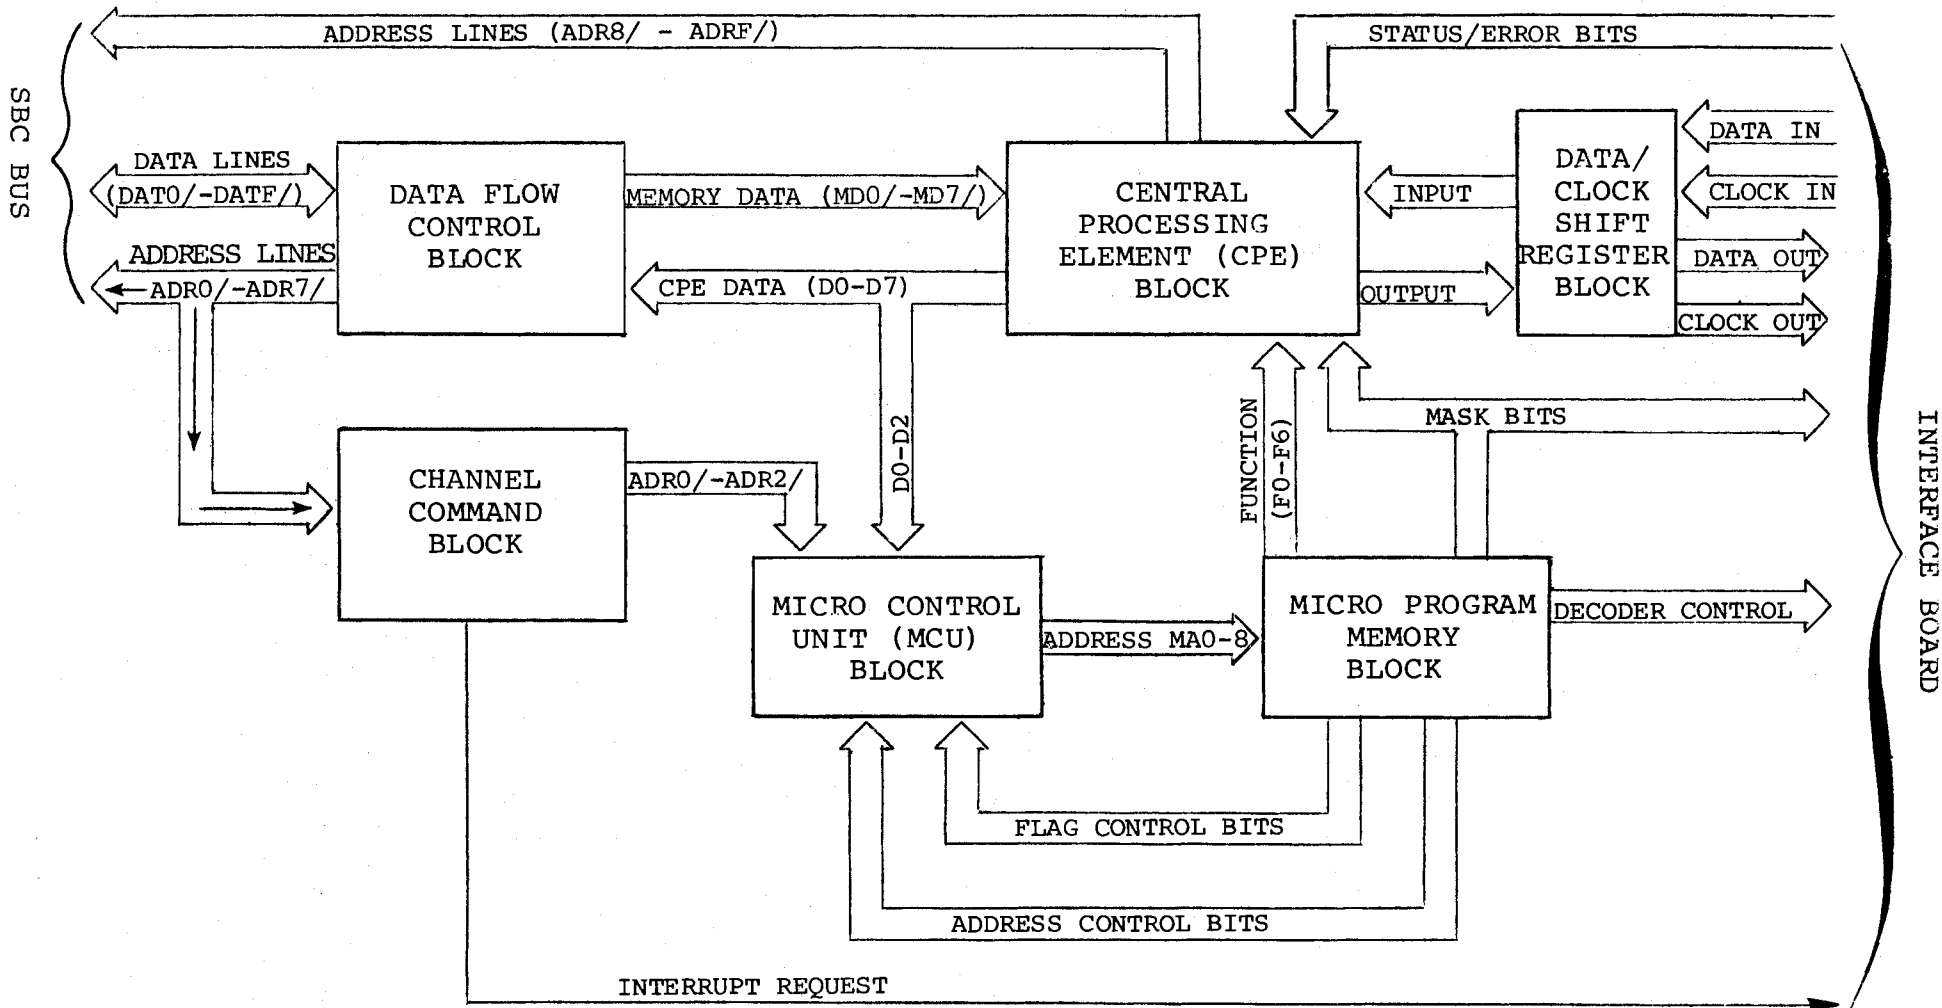 ADDRESS LINES (ADR8/ - ADRF/)
STATUS/ERROR BITS
SBC BUS
DATA LINES
(DAT0/-DATF/)
ADDRESS LINES
ADR0/-ADR7/
DATA FLOW
CONTROL
BLOCK
MEMORY DATA (MD0/-MD7/)
CPE DATA (D0-D7)
CENTRAL
PROCESSING
ELEMENT (CPE)
BLOCK
INPUT
OUTPUT
DATA/
CLOCK
SHIFT
REGISTER
BLOCK
DATA IN
CLOCK IN
DATA OUT
CLOCK OUT
MASK BITS
FUNCTION
(F0-F6)
D0-D2
CHANNEL
COMMAND
BLOCK
ADR0/-ADR2/
MICRO CONTROL
UNIT (MCU)
BLOCK
ADDRESS MA0-8
MICRO PROGRAM
MEMORY
BLOCK
DECODER CONTROL
INTERFACE BOARD
FLAG CONTROL BITS
ADDRESS CONTROL BITS
INTERRUPT REQUEST